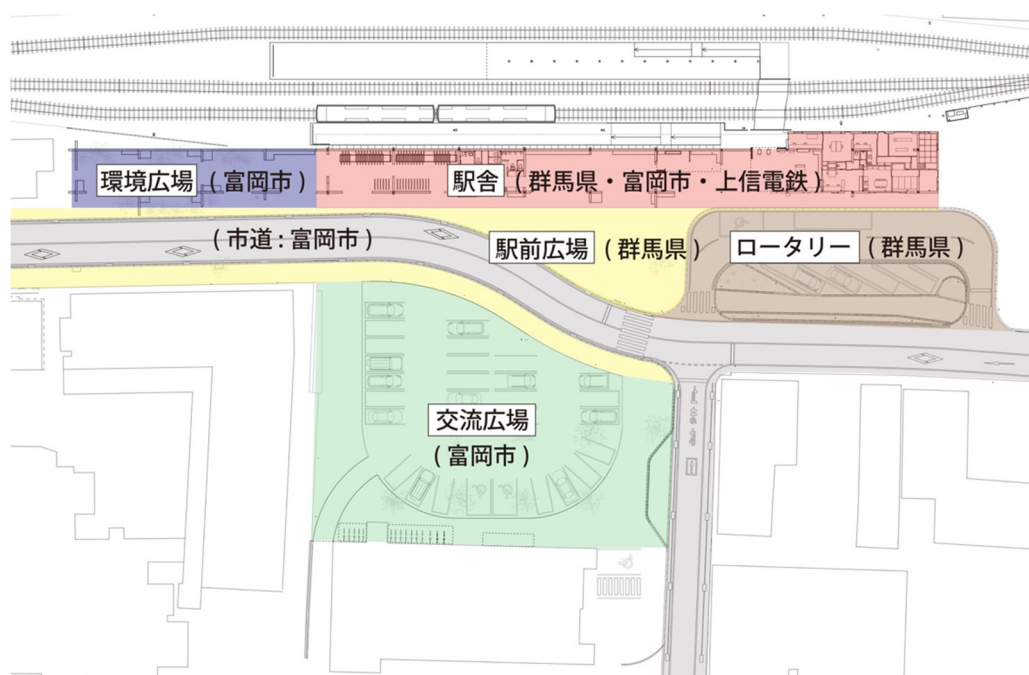 環境広場 (富岡市)
駅舎 (群馬県・富岡市・上信電鉄)
(市道:富岡市)
駅前広場 (群馬県)
ロータリー (群馬県)
交流広場
(富岡市)